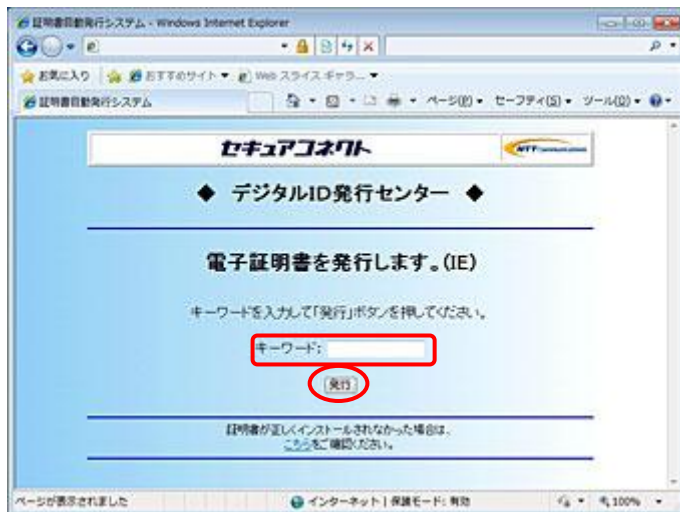 証明書自動発行システム - Windows Internet Explorer
お気に入り おすすめサイト ▼ Web スライス ギャラ... ▼
証明書自動発行システム ページ(P) ▼ セーフティ(S) ▼ ツール(O) ▼
セキュアコネクト NTT Communications
◆ デジタルID発行センター ◆
電子証明書を発行します。(IE)
キーワードを入力して「発行」ボタンを押してください。
キーワード:
発行
証明書が正しくインストールされなかった場合は、
こちらをご確認ください。
ページが表示されました インターネット | 保護モード: 有効 100%